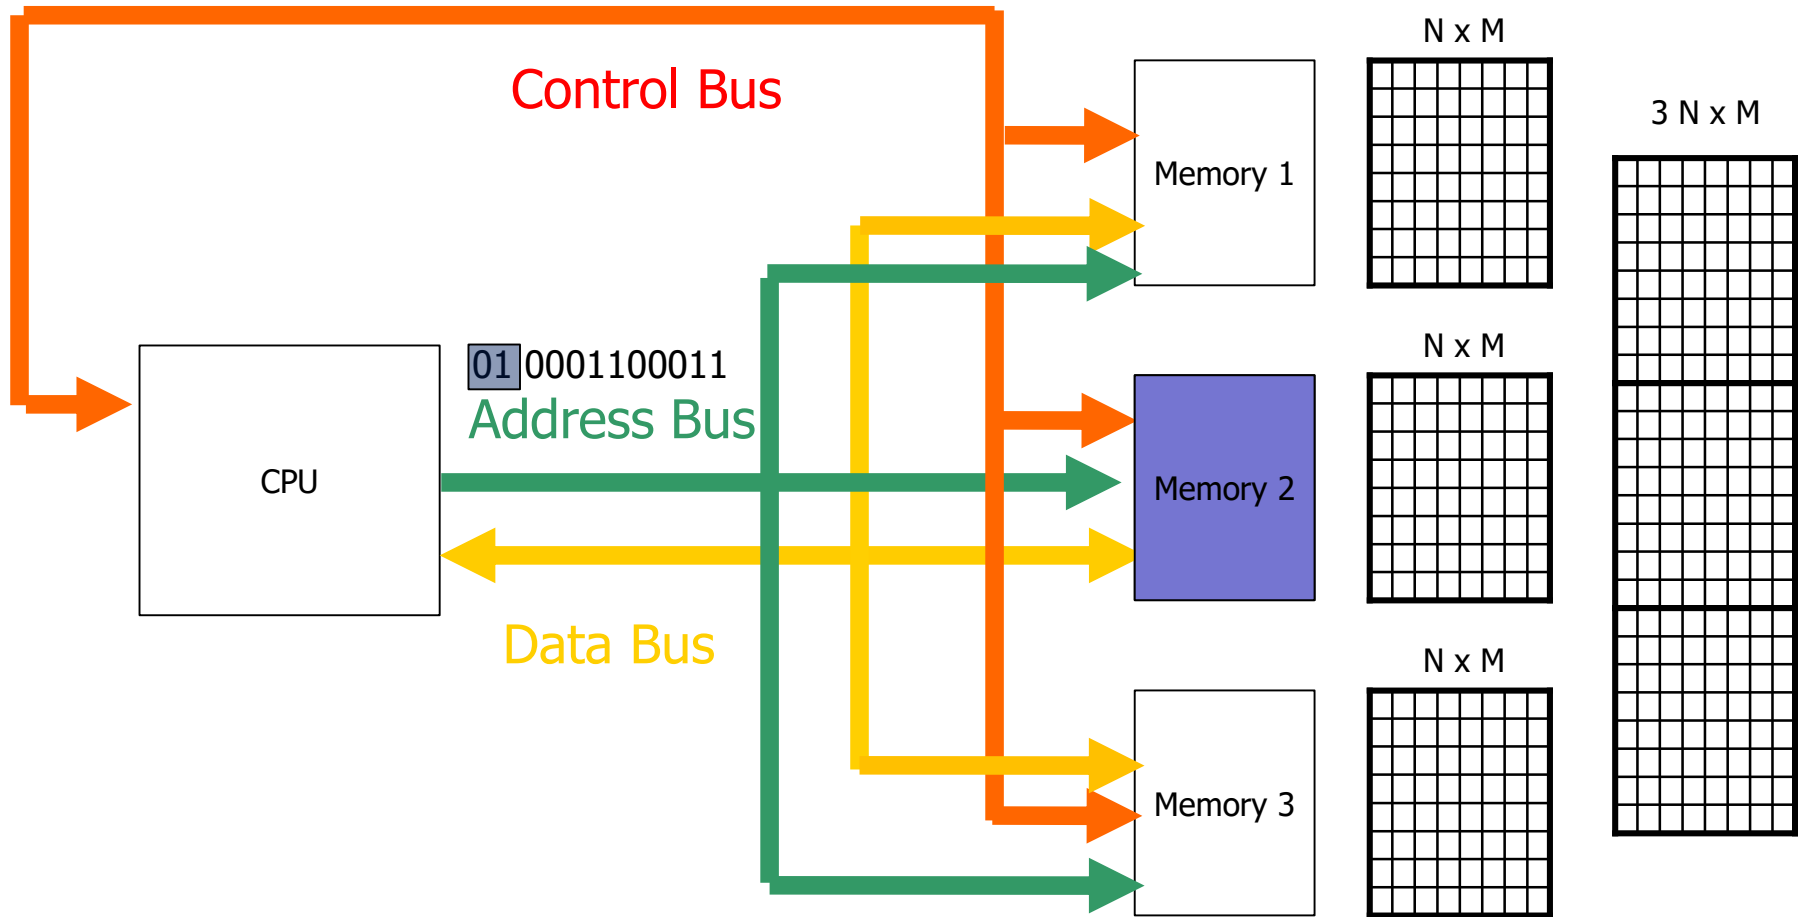 N x M
Control Bus
3 N x M
Memory 1
N x M
01 0001100011
Address Bus
CPU
Memory 2
Data Bus
N x M
Memory 3